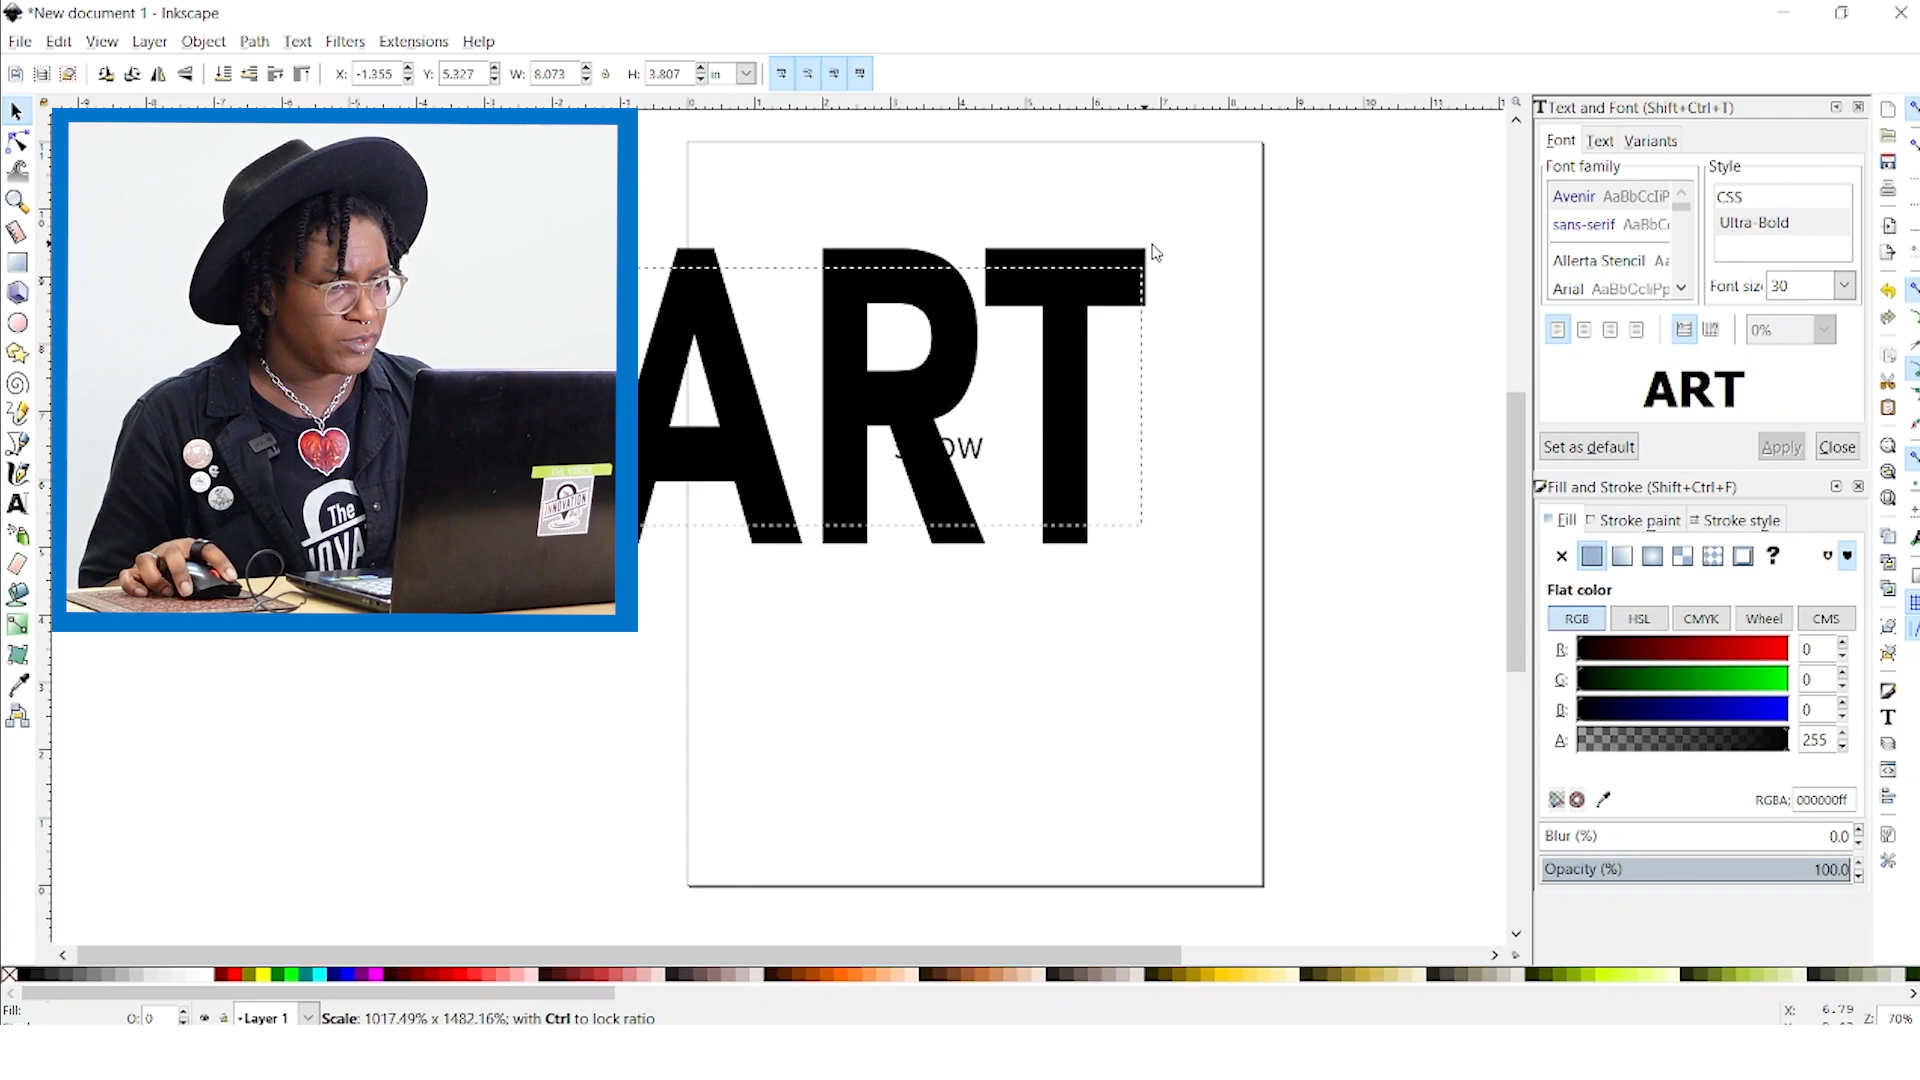 *New document 1 - Inkscape
File Edit View Layer Object Path Text Filters Extensions Help
X: -1.355 Y: 5.327 W: 8.073 H: 3.807 in
Text and Font (Shift+Ctrl+T)
Font Text Variants
Font family Style
Avenir AaBbCcIiP CSS
sans-serif AaBbCc Ultra-Bold
Allerta Stencil
Arial AaBbCcIiPp Font siz 30
0%
ART
Set as default Apply Close
ART
OW
The
INNOVATION
Fill and Stroke (Shift+Ctrl+F)
Fill Stroke paint Stroke style
?
Flat color
RGB HSL CMYK Wheel CMS
R: 0
G: 0
B: 0
A: 255
RGBA: 000000ff
Blur (%) 0.0
Opacity (%) 100.0
Fill:
O: 0 Layer 1 Scale: 1017.49% x 1482.16%; with Ctrl to lock ratio
X: 6.79
Z: 70%